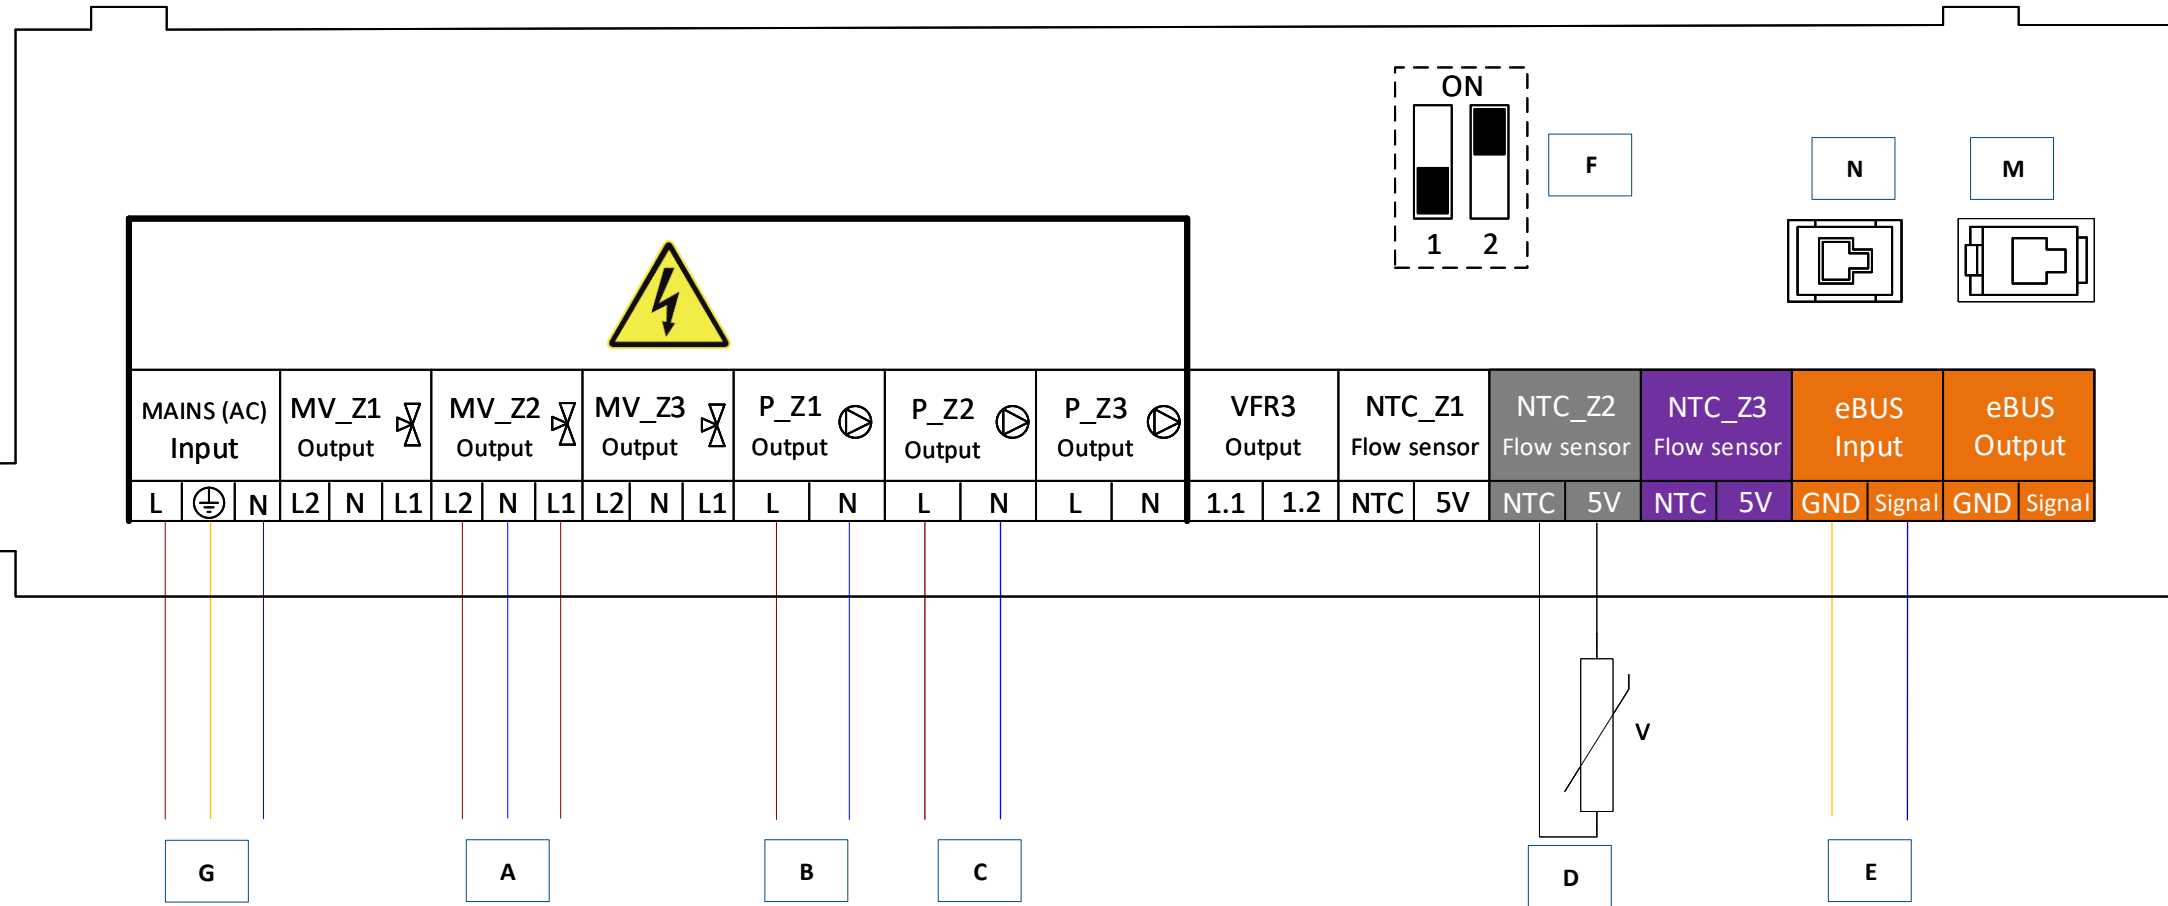 ON
1 2
F
N
M
MAINS (AC)
Input
MV_Z1
Output
MV_Z2
Output
MV_Z3
Output
P_Z1
Output
P_Z2
Output
P_Z3
Output
VFR3
Output
NTC_Z1
Flow sensor
NTC_Z2
Flow sensor
NTC_Z3
Flow sensor
eBUS
Input
eBUS
Output
L N L2 N L1 L2 N L1 L2 N L1 L N L N L N 1.1 1.2 NTC 5V NTC 5V NTC 5V GND Signal GND Signal
V
G
A
B
C
D
E